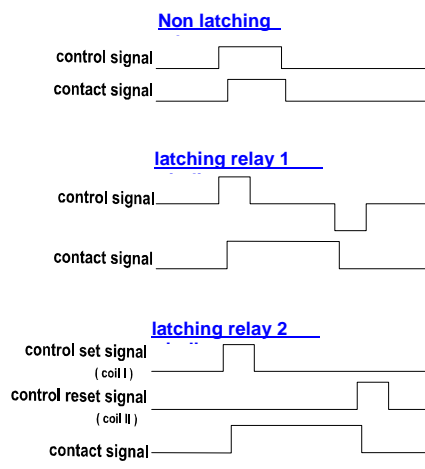 Non latching
control signal
contact signal
latching relay 1
control signal
contact signal
latching relay 2
control set signal
( coil I )
control reset signal
( coil II )
contact signal